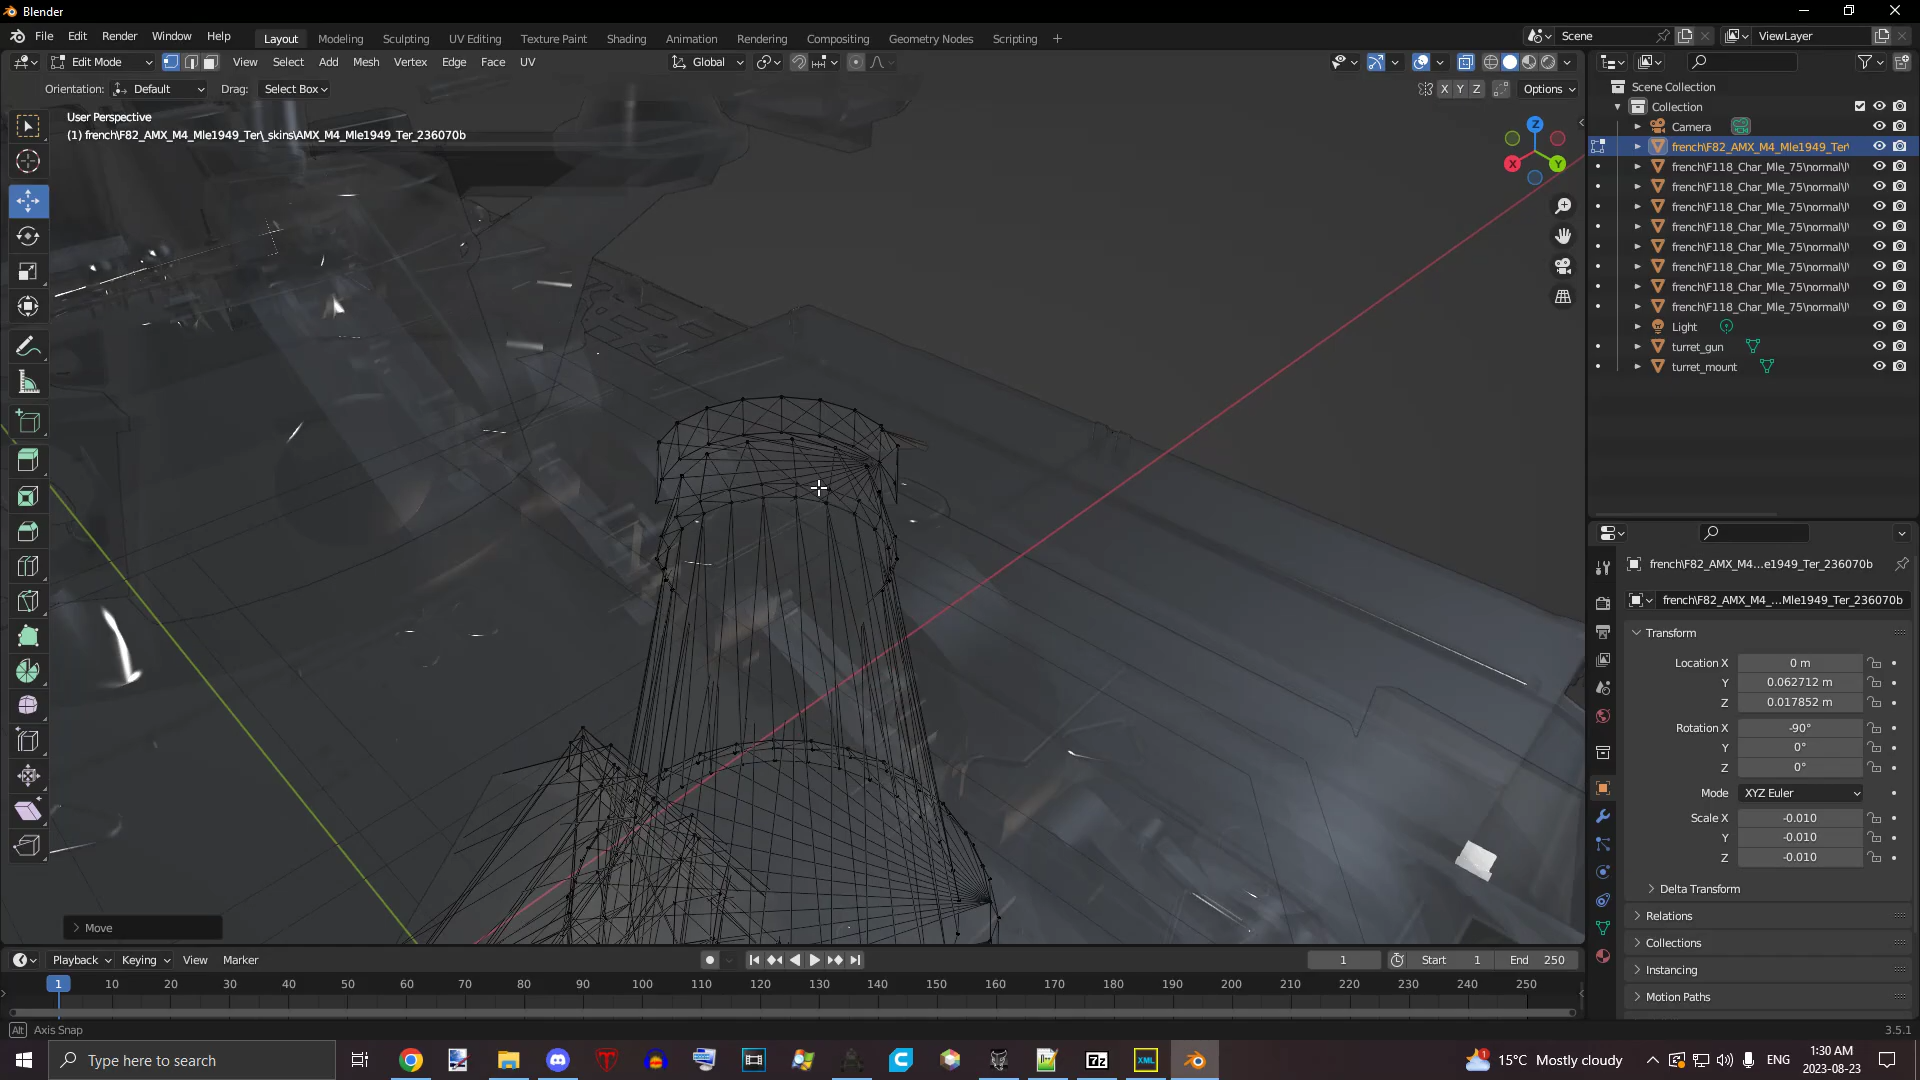 Blender
File Edit Render Window Help
Layout Modeling Sculpting UV Editing Texture Paint Shading Animation Rendering Compositing Geometry Nodes Scripting +
Scene
ViewLayer
Edit Mode
View Select Add Mesh Vertex Edge Face UV
Global
Orientation: Default Drag: Select Box
X Y Z Options
User Perspective
(1) french\F82_AMX_M4_Mle1949_Ter\_skins\AMX_M4_Mle1949_Ter_236070b
Z
X
Y
Scene Collection
Collection
Camera
french\F82_AMX_M4_Mle1949_Ter\
french\F118_Char_Mle_75\normal\l\
french\F118_Char_Mle_75\normal\l\
french\F118_Char_Mle_75\normal\l\
french\F118_Char_Mle_75\normal\l\
french\F118_Char_Mle_75\normal\l\
french\F118_Char_Mle_75\normal\l\
french\F118_Char_Mle_75\normal\l\
french\F118_Char_Mle_75\normal\l\
Light
turret_gun
turret_mount
french\F82_AMX_M4...e1949_Ter_236070b
french\F82_AMX_M4_...Mle1949_Ter_236070b
Transform
Location X 0 m
Y 0.062712 m
Z 0.017852 m
Rotation X -90°
Y 0°
Z 0°
Mode XYZ Euler
Scale X -0.010
Y -0.010
Z -0.010
Delta Transform
Relations
Collections
Instancing
Motion Paths
Move
Playback Keying View Marker
1 Start 1 End 250
1 10 20 30 40 50 60 70 80 90 100 110 120 130 140 150 160 170 180 190 200 210 220 230 240 250
Alt Axis Snap
3.5.1
Type here to search
7z
XML
1
15°C Mostly cloudy
ENG
1:30 AM
2023-08-23